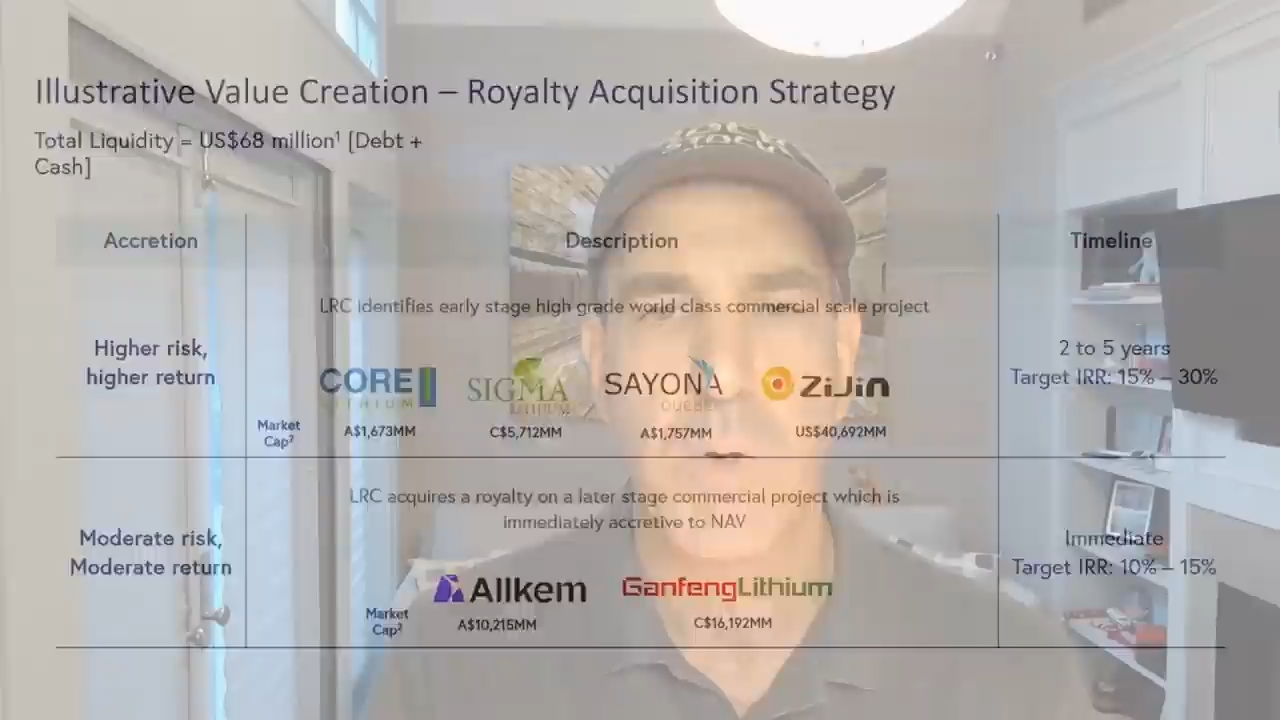 Illustrative Value Creation – Royalty Acquisition Strategy
Total Liquidity = US$68 million¹ [Debt +
Cash]
Accretion
Description
Timeline
LRC identifies early stage high grade world class commercial scale project
Higher risk,
higher return
CORE
LITHIUM
SIGMA
LITHIUM
SAYONA
QUÉBEC
ZiJin
2 to 5 years
Target IRR: 15% – 30%
Market
Cap²
A$1,673MM
C$5,712MM
A$1,757MM
US$40,692MM
LRC acquires a royalty on a later stage commercial project which is
immediately accretive to NAV
Moderate risk,
Moderate return
Allkem
GanfengLithium
Immediate
Target IRR: 10% – 15%
Market
Cap²
A$10,215MM
C$16,192MM